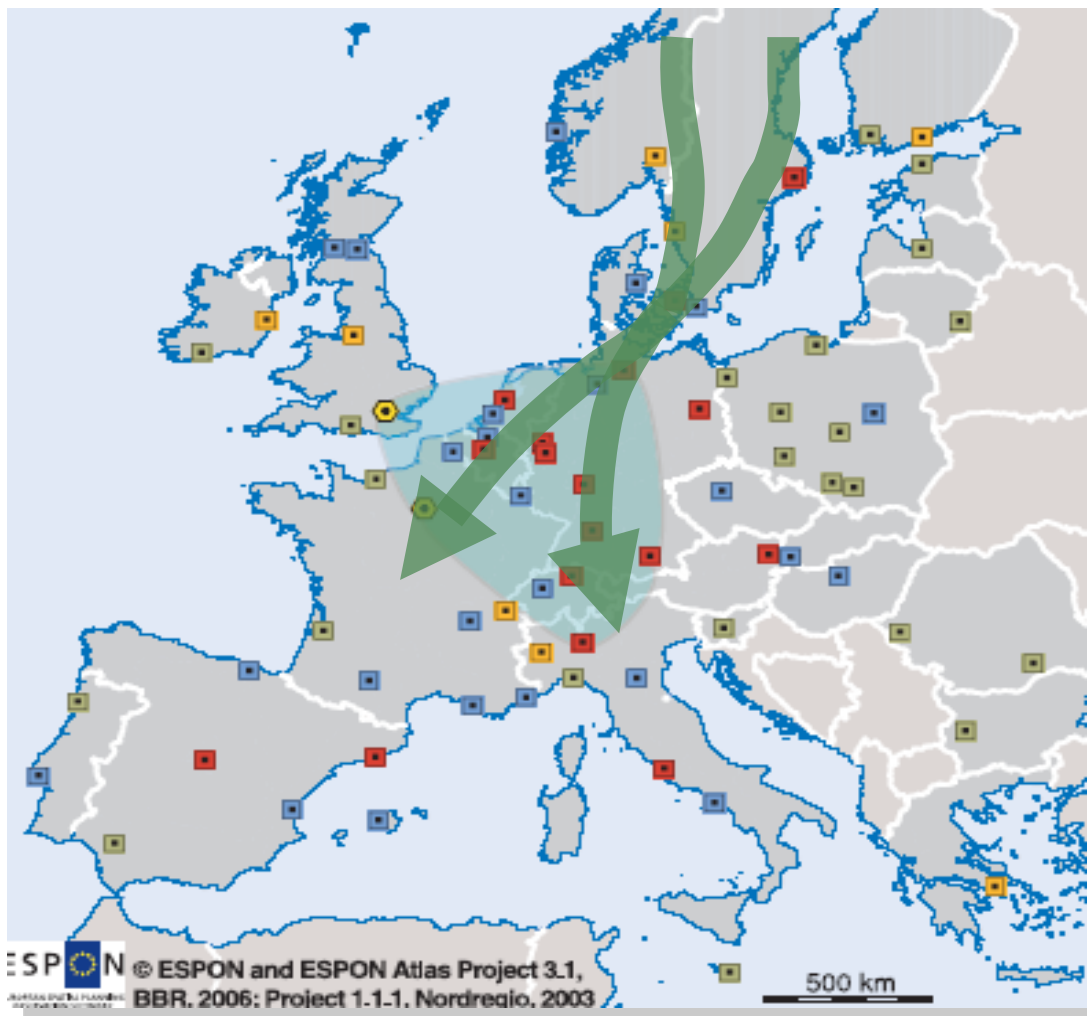 ESPON
© ESPON and ESPON Atlas Project 3.1,
BBR, 2006; Project 1.1.1, Nordregio, 2003
500 km